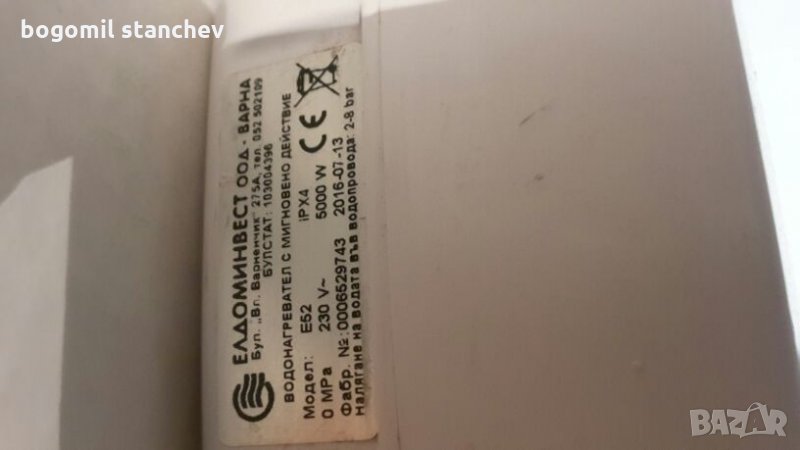 bogomil stanchev
ЕЛДОМИНВЕСТ ООД - ВАРНА
Бул. „Вл. Варненчик" 275А, тел. 052 502109
БУЛСТАТ: 103004396
ВОДОНАГРЕВАТЕЛ С МИГНОВЕНО ДЕЙСТВИЕ
Модел: E52 iPX4
0 MPa 230 V~ 5000 W CE
Фабр. №:0006529743 2016-07-13
Налягане на водата във водопровода: 2-8 bar
BAZAR